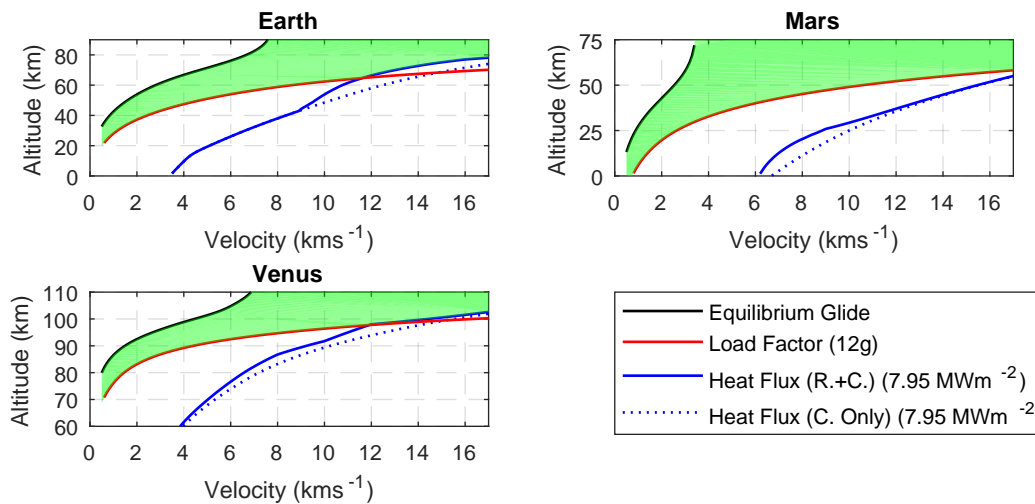 Earth
Altitude (km)
80
60
40
20
0
0 2 4 6 8 10 12 14 16
Velocity (kms -1)
Mars
Altitude (km)
75
50
25
0
0 2 4 6 8 10 12 14 16
Velocity (kms -1)
Venus
Altitude (km)
110
100
90
80
70
60
0 2 4 6 8 10 12 14 16
Velocity (kms -1)
Equilibrium Glide
Load Factor (12g)
Heat Flux (R.+C.) (7.95 MWm -2)
Heat Flux (C. Only) (7.95 MWm -2